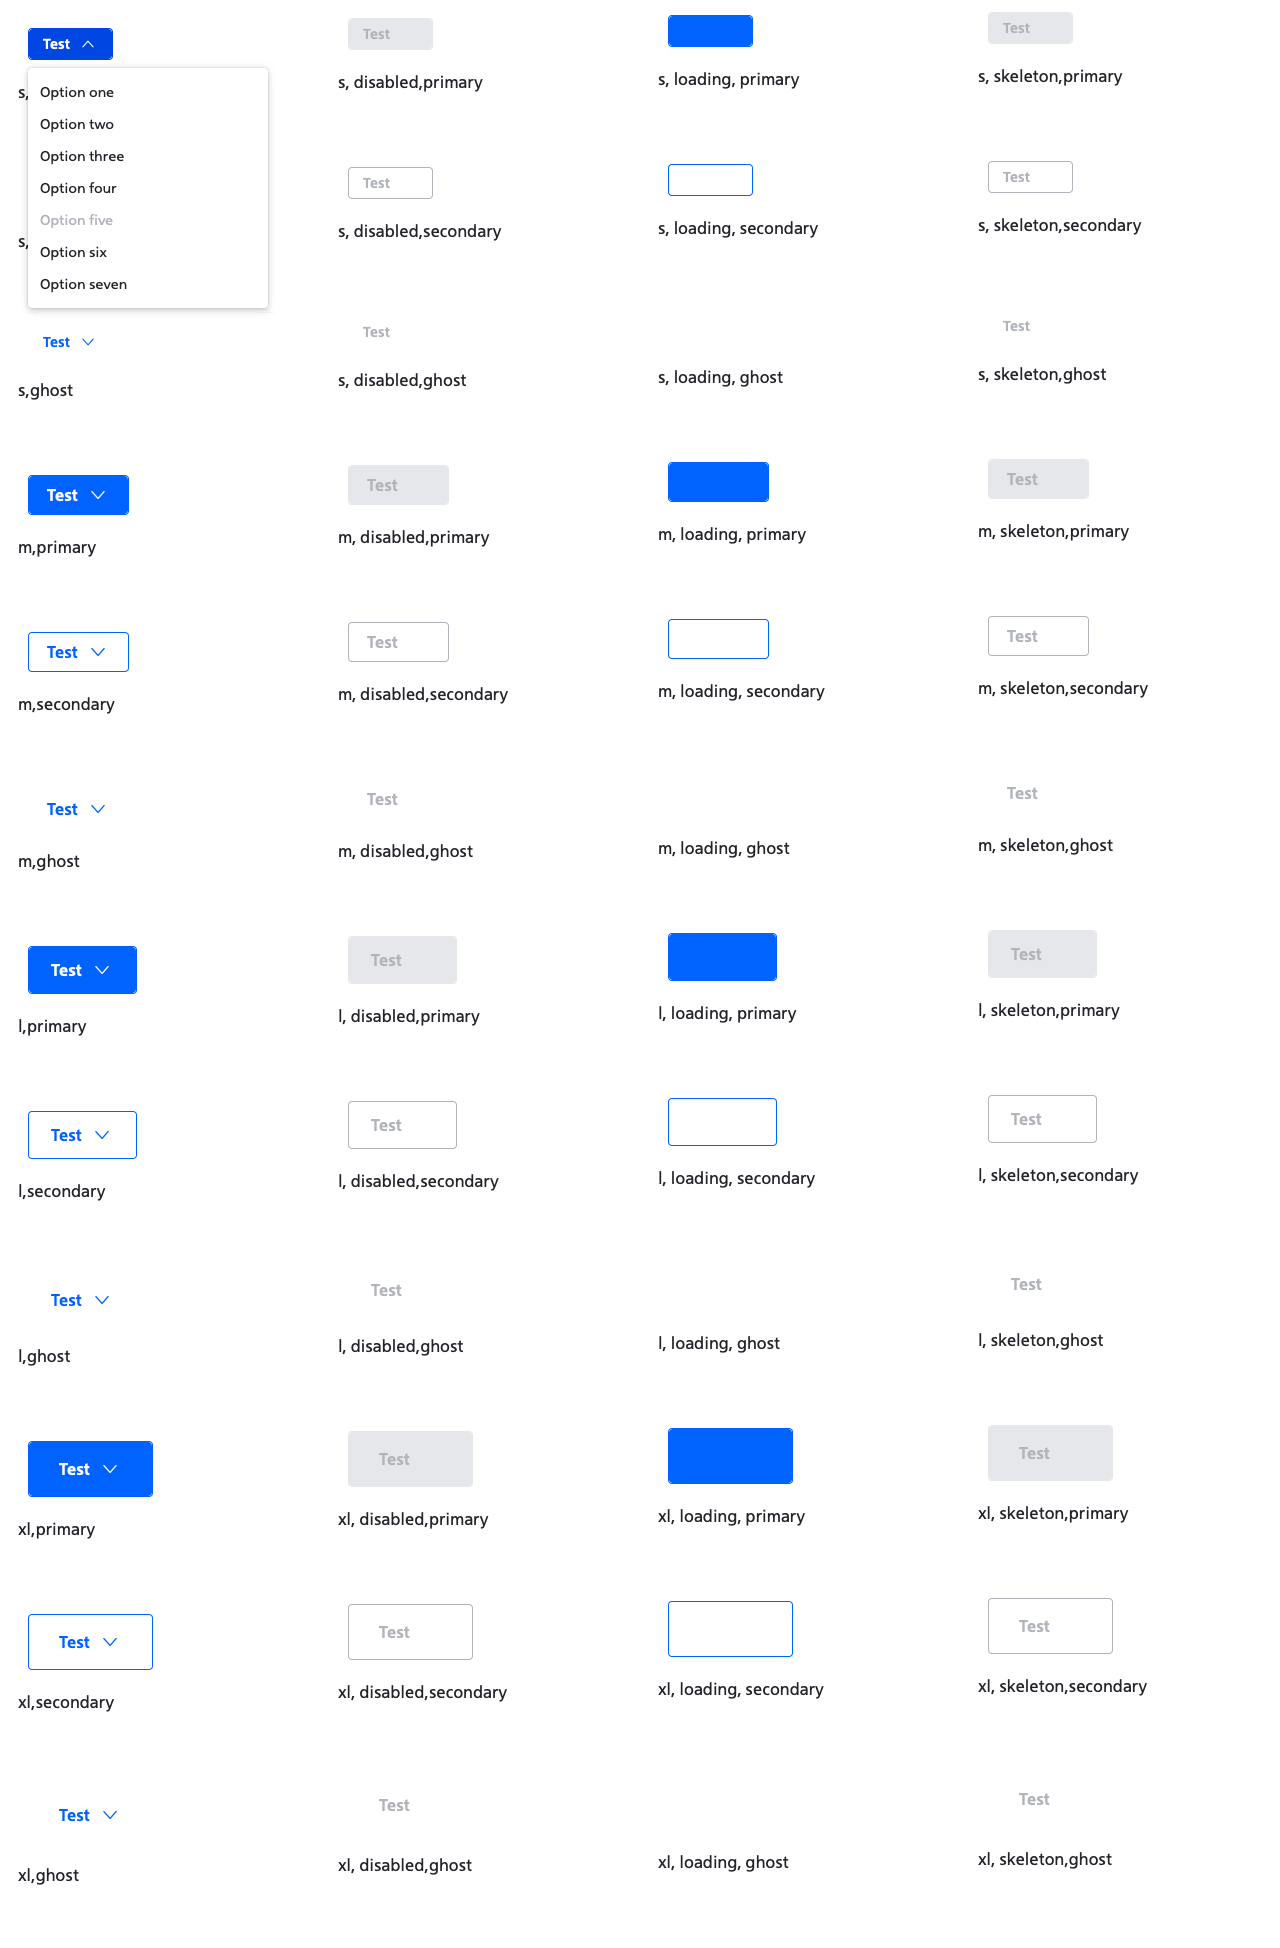 Test
s,
Option one
Option two
Option three
Option four
Option five
s,
Option six
Option seven
Test
s,ghost
Test
m,primary
Test
m,secondary
Test
m,ghost
Test
l,primary
Test
l,secondary
Test
l,ghost
Test
xl,primary
Test
xl,secondary
Test
xl,ghost
Test
s, disabled,primary
Test
s, disabled,secondary
Test
s, disabled,ghost
Test
m, disabled,primary
Test
m, disabled,secondary
Test
m, disabled,ghost
Test
l, disabled,primary
Test
l, disabled,secondary
Test
l, disabled,ghost
Test
xl, disabled,primary
Test
xl, disabled,secondary
Test
xl, disabled,ghost
s, loading, primary
s, loading, secondary
s, loading, ghost
m, loading, primary
m, loading, secondary
m, loading, ghost
l, loading, primary
l, loading, secondary
l, loading, ghost
xl, loading, primary
xl, loading, secondary
xl, loading, ghost
Test
s, skeleton,primary
Test
s, skeleton,secondary
Test
s, skeleton,ghost
Test
m, skeleton,primary
Test
m, skeleton,secondary
Test
m, skeleton,ghost
Test
l, skeleton,primary
Test
l, skeleton,secondary
Test
l, skeleton,ghost
Test
xl, skeleton,primary
Test
xl, skeleton,secondary
Test
xl, skeleton,ghost